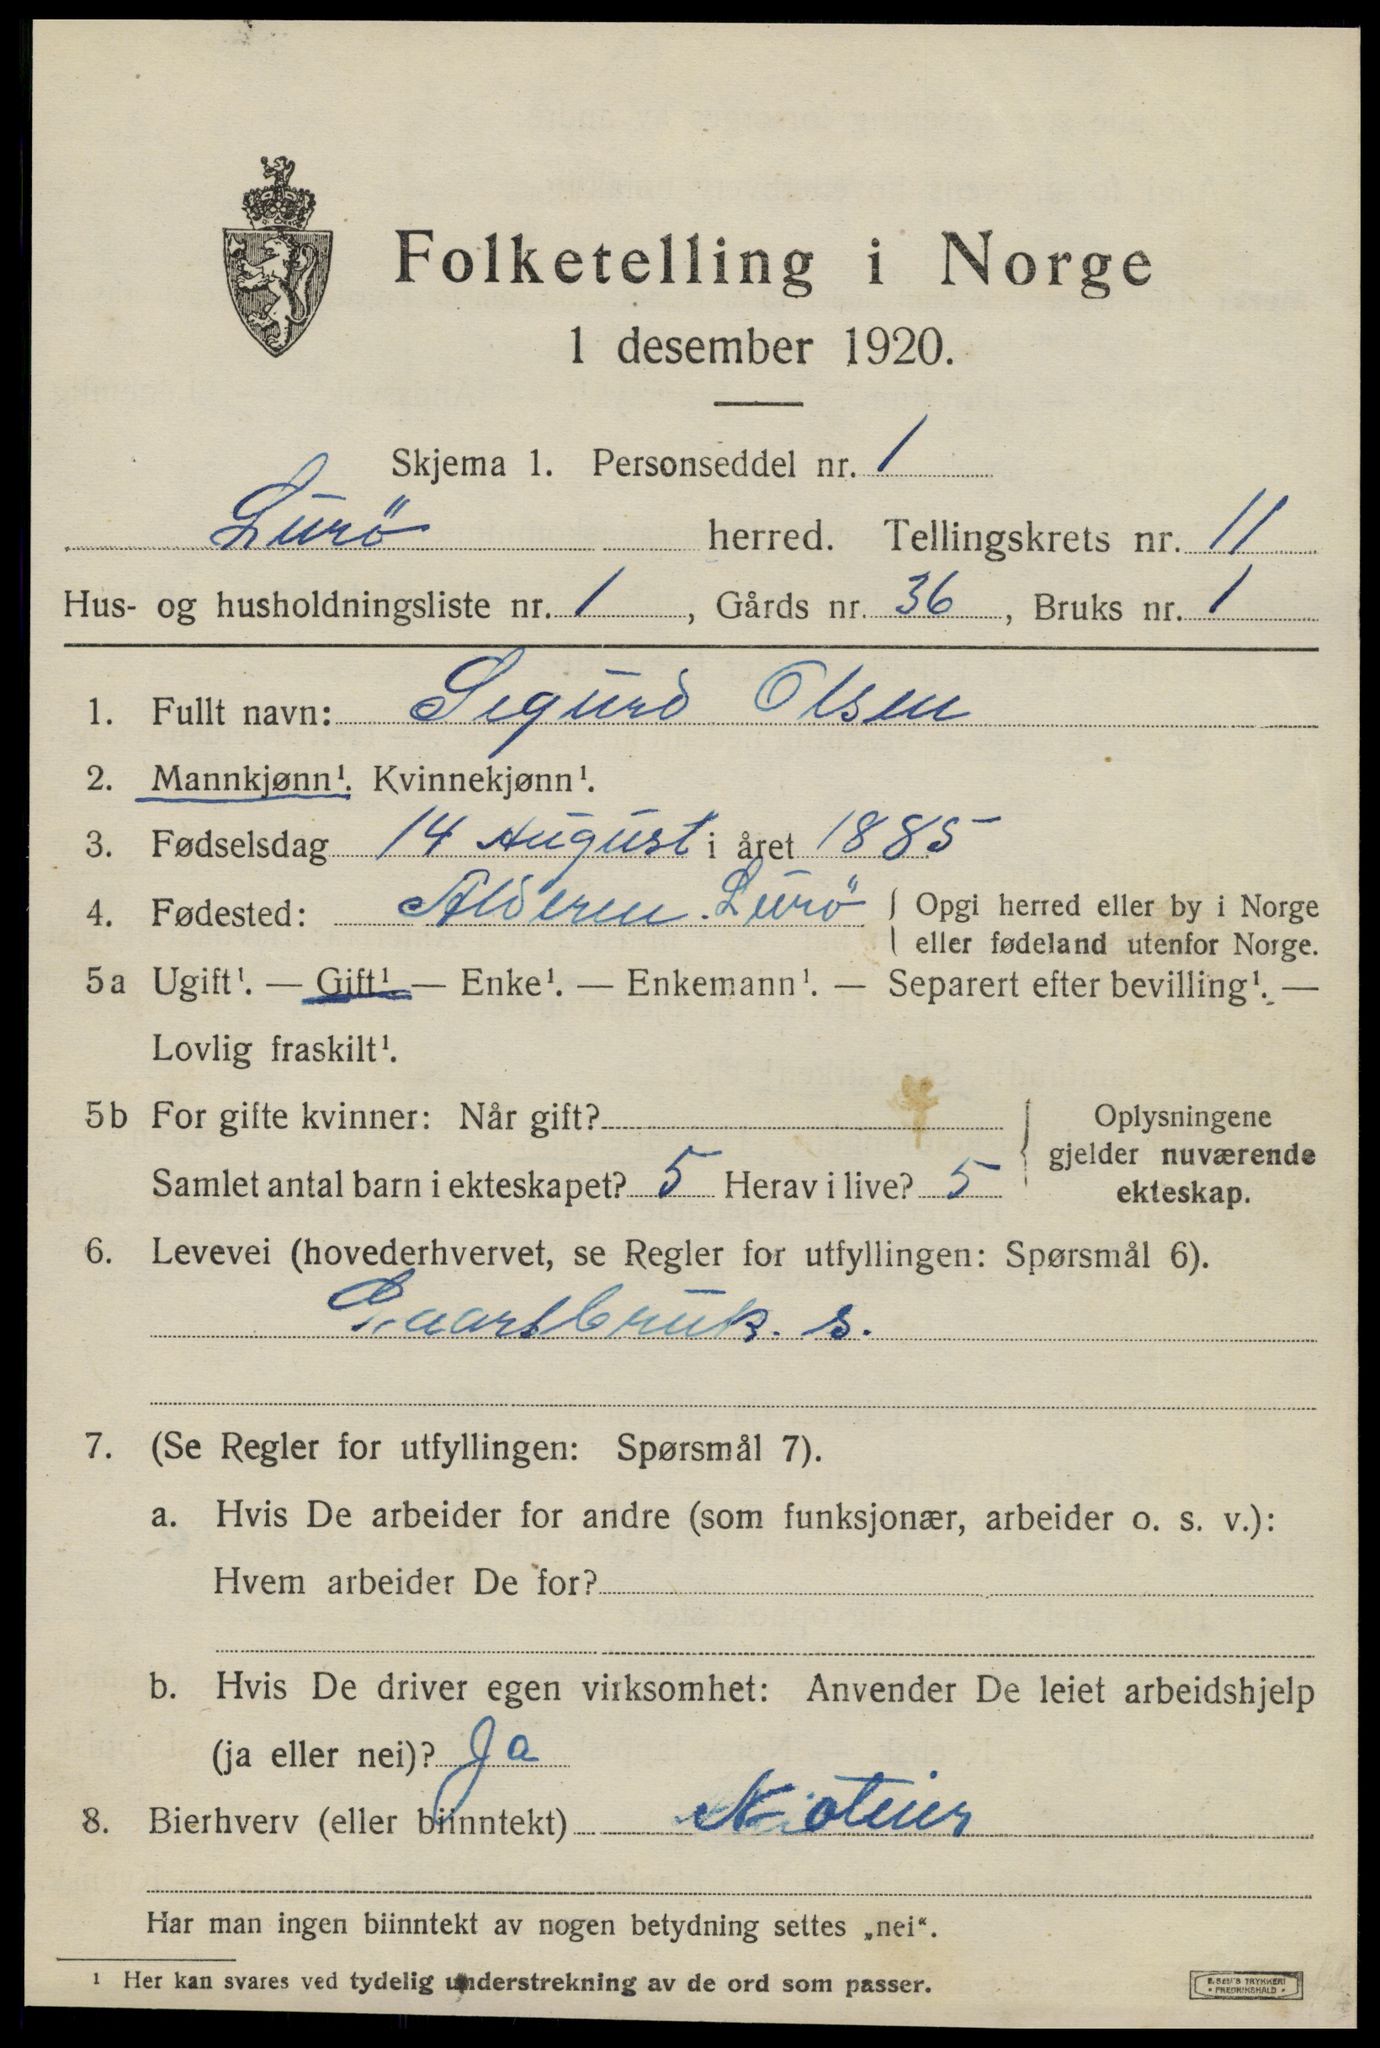 Folketelling i Norge
1 desember 1920.
Skjema 1. Personseddel nr. 1
Lurö herred. Tellingskrets nr. 11
Hus- og husholdningsliste nr. 1, Gårds nr. 36, Bruks nr. 1
1. Fullt navn: Sigurd Olsen
2. Mannkjønn¹. Kvinnekjønn¹.
3. Fødselsdag 14 August i året 1885
4. Fødested: Alderen. Lurö { Opgi herred eller by i Norge
eller fødeland utenfor Norge.
5a Ugift¹. — Gift¹ — Enke¹. — Enkemann¹. — Separert efter bevilling¹. —
Lovlig fraskilt¹.
5b For gifte kvinner: Når gift? { Oplysningene
gjelder nuværende
Samlet antal barn i ekteskapet? 5 Herav i live? 5
ekteskap.
6. Levevei (hovederhvervet, se Regler for utfyllingen: Spørsmål 6).
Gaardbruk. s.
7. (Se Regler for utfyllingen: Spørsmål 7).
a. Hvis De arbeider for andre (som funksjonær, arbeider o. s. v.):
Hvem arbeider De for?
b. Hvis De driver egen virksomhet: Anvender De leiet arbeidshjelp
(ja eller nei)? Ja
8. Bierhverv (eller biinntekt)
Har man ingen biinntekt av nogen betydning settes „nei“.
¹ Her kan svares ved tydelig understrekning av de ord som passer.
E. SEM'S TRYKKERI
FREDRIKSHALD